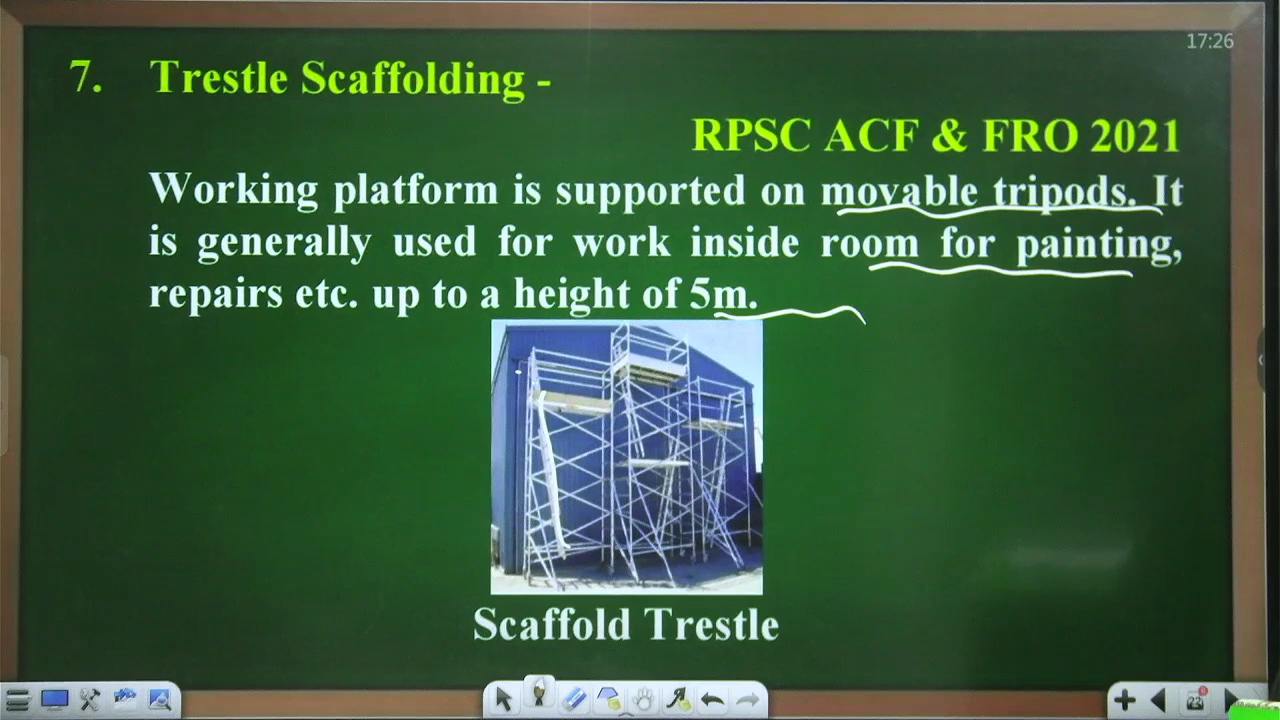 17:26
7. Trestle Scaffolding -
RPSC ACF & FRO 2021
Working platform is supported on movable tripods. It
is generally used for work inside room for painting,
repairs etc. up to a height of 5m.
Scaffold Trestle
22